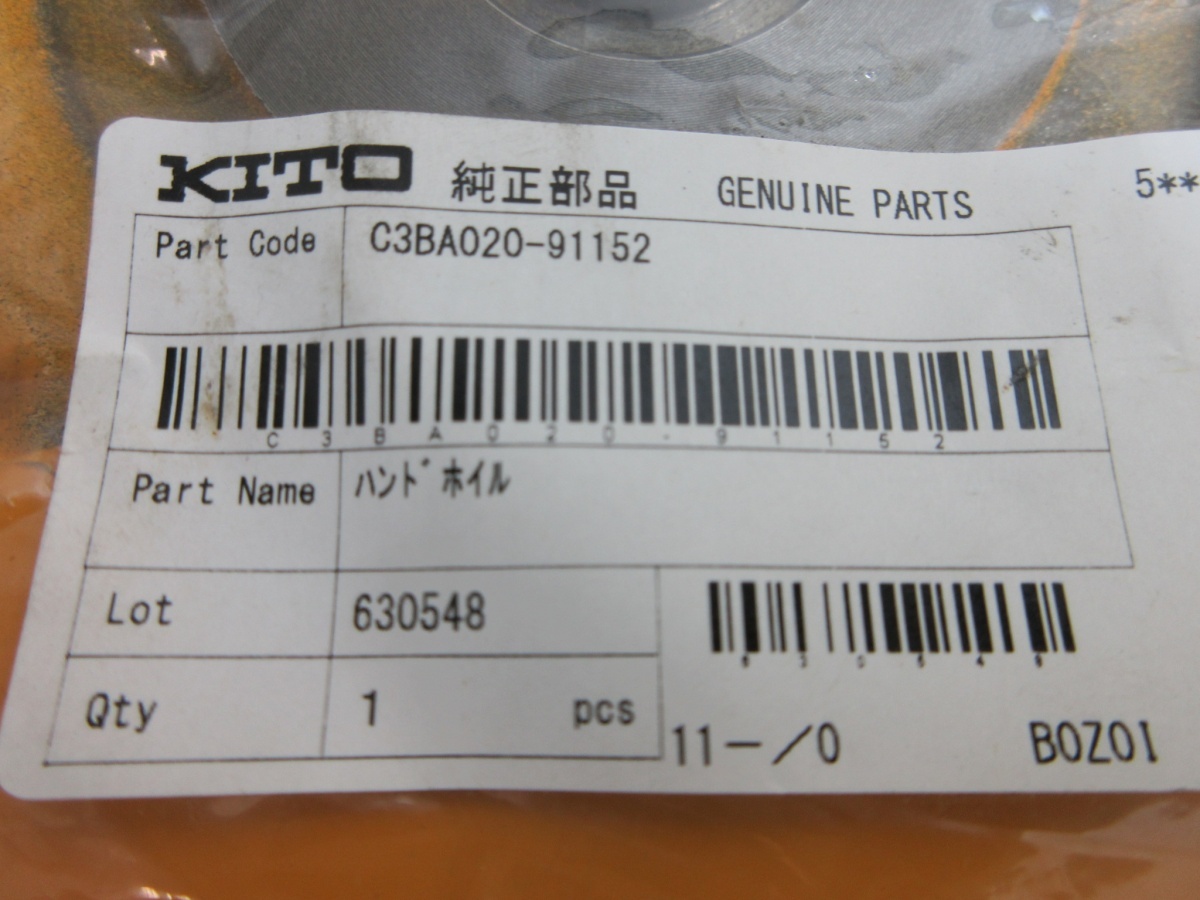 KITO 純正部品 GENUINE PARTS 5**
Part Code C3BA020-91152
C3BA020-91152
Part Name ハンドホイル
Lot 630548
630548
Qty 1 pcs
11-/0 B0Z01